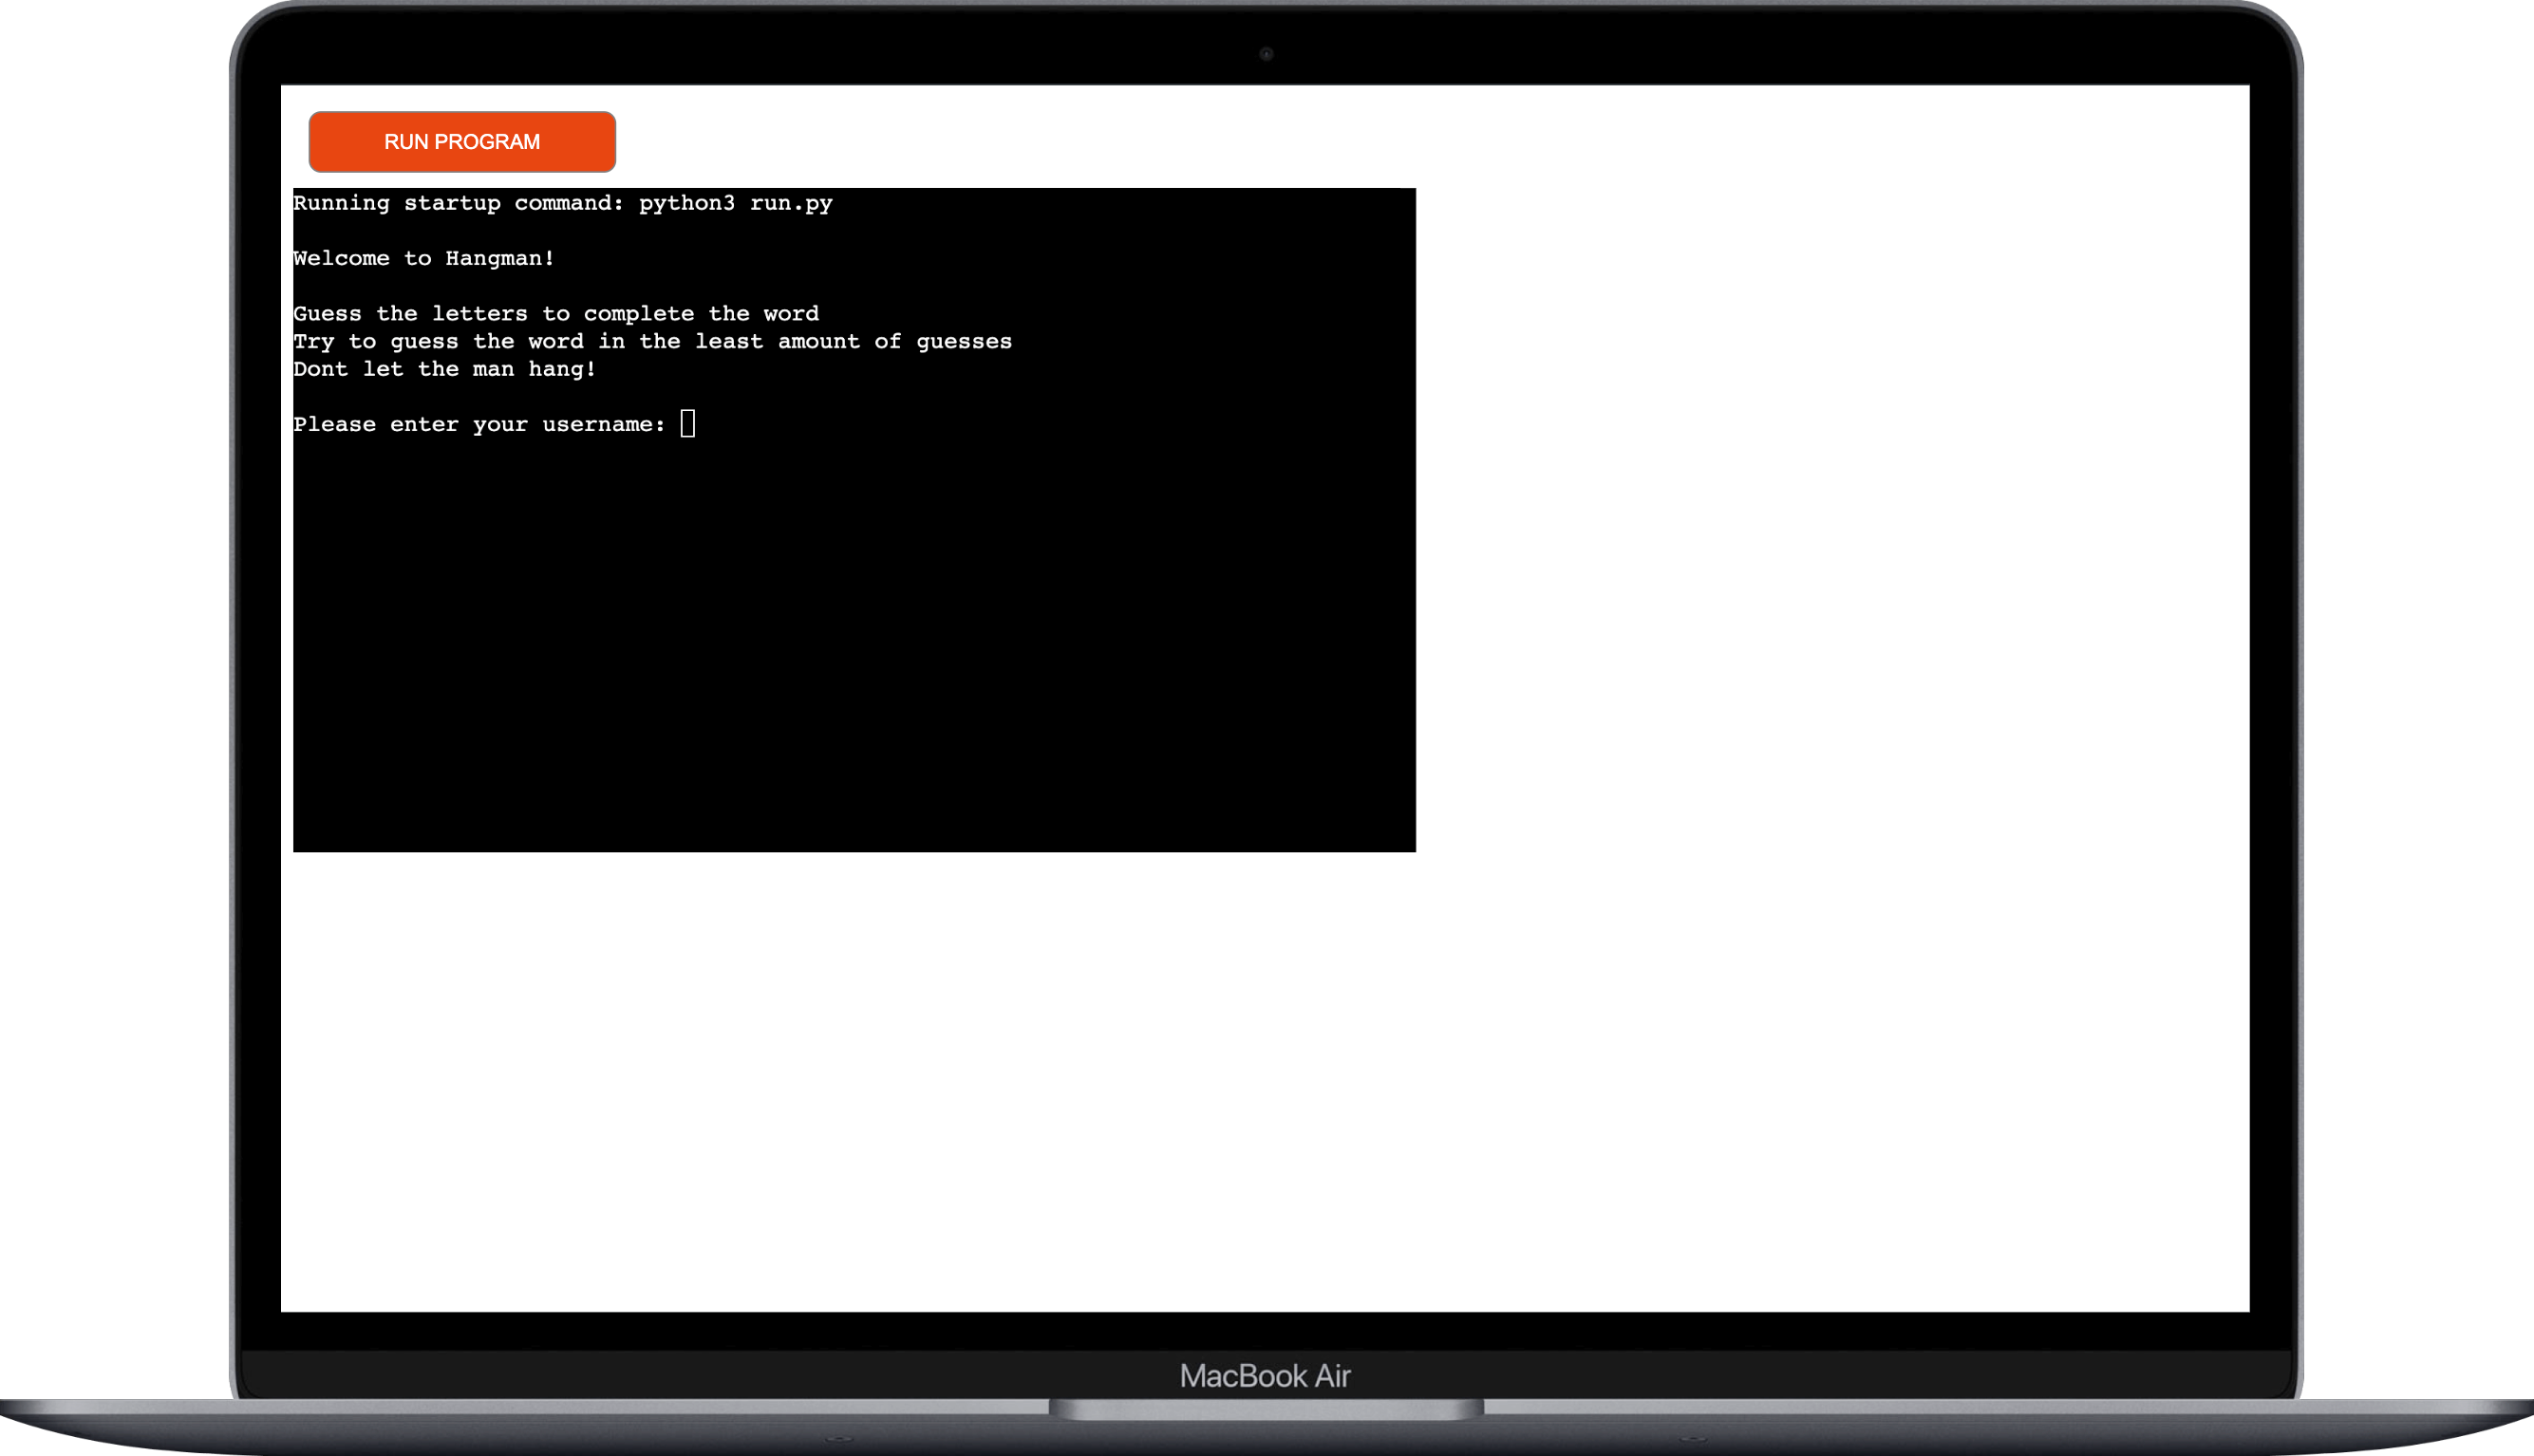 RUN PROGRAM
Running startup command: python3 run.py
Welcome to Hangman!
Guess the letters to complete the word
Try to guess the word in the least amount of guesses
Dont let the man hang!
Please enter your username:
MacBook Air